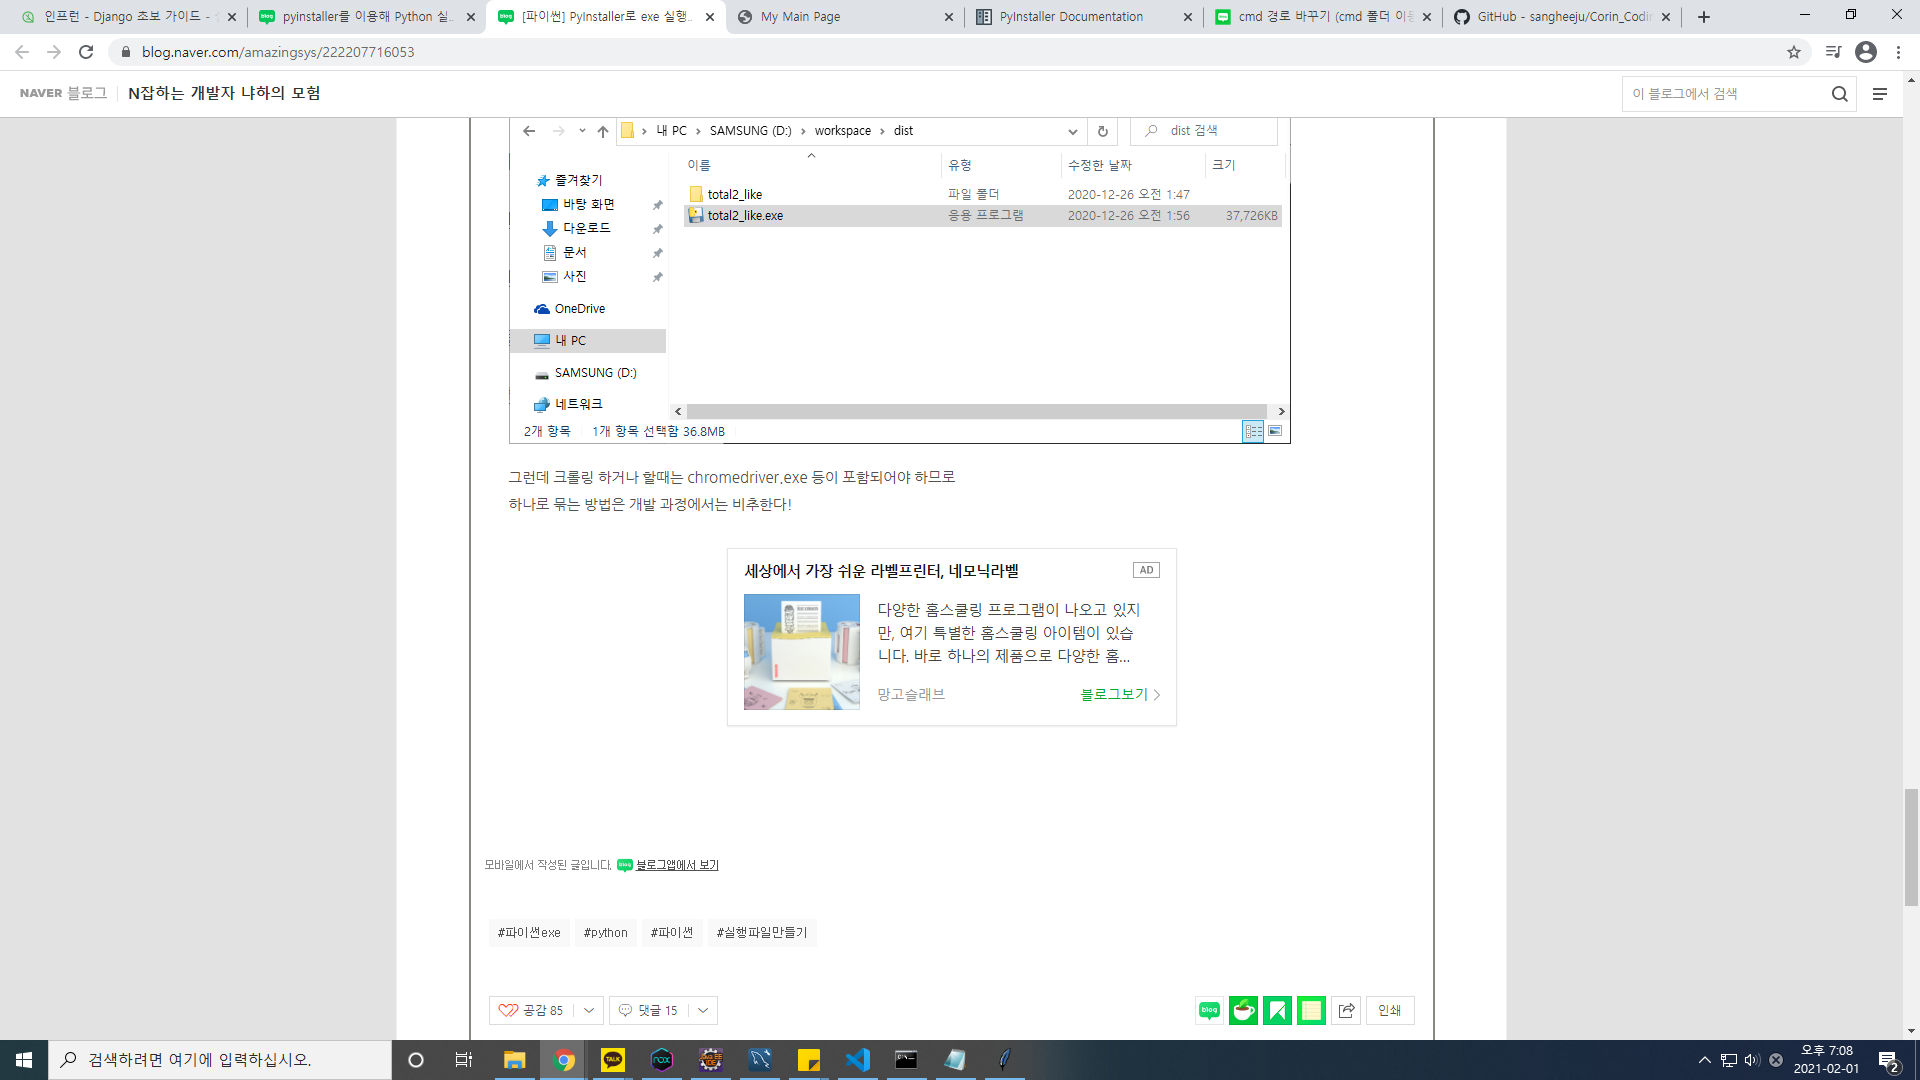 인프런 - Django 초보 가이드 -
pyinstaller를 이용해 Python 실
[파이썬] PyInstaller로 exe 실행
My Main Page
PyInstaller Documentation
cmd 경로 바꾸기 (cmd 폴더 이동
GitHub - sangheeju/Corin_Codin
blog.naver.com/amazingsys/222207716053
NAVER 블로그
N잡하는 개발자 냐하의 모험
이 블로그에서 검색
내 PC > SAMSUNG (D:) > workspace > dist
dist 검색
이름 유형 수정한 날짜 크기
즐겨찾기
바탕 화면
다운로드
문서
사진
OneDrive
내 PC
SAMSUNG (D:)
네트워크
total2_like 파일 폴더 2020-12-26 오전 1:47
total2_like.exe 응용 프로그램 2020-12-26 오전 1:56 37,726KB
2개 항목 1개 항목 선택함 36.8MB
그런데 크롤링 하거나 할때는 chromedriver.exe 등이 포함되어야 하므로
하나로 묶는 방법은 개발 과정에서는 비추한다!
세상에서 가장 쉬운 라벨프린터, 네모닉라벨
AD
다양한 홈스쿨링 프로그램이 나오고 있지
만, 여기 특별한 홈스쿨링 아이템이 있습
니다. 바로 하나의 제품으로 다양한 홈...
망고슬래브
블로그보기
모바일에서 작성된 글입니다. blog 블로그앱에서 보기
#파이썬exe #python #파이썬 #실행파일만들기
공감 85 댓글 15
blog
인쇄
검색하려면 여기에 입력하십시오.
TALK
nox
오후 7:08
2021-02-01
2